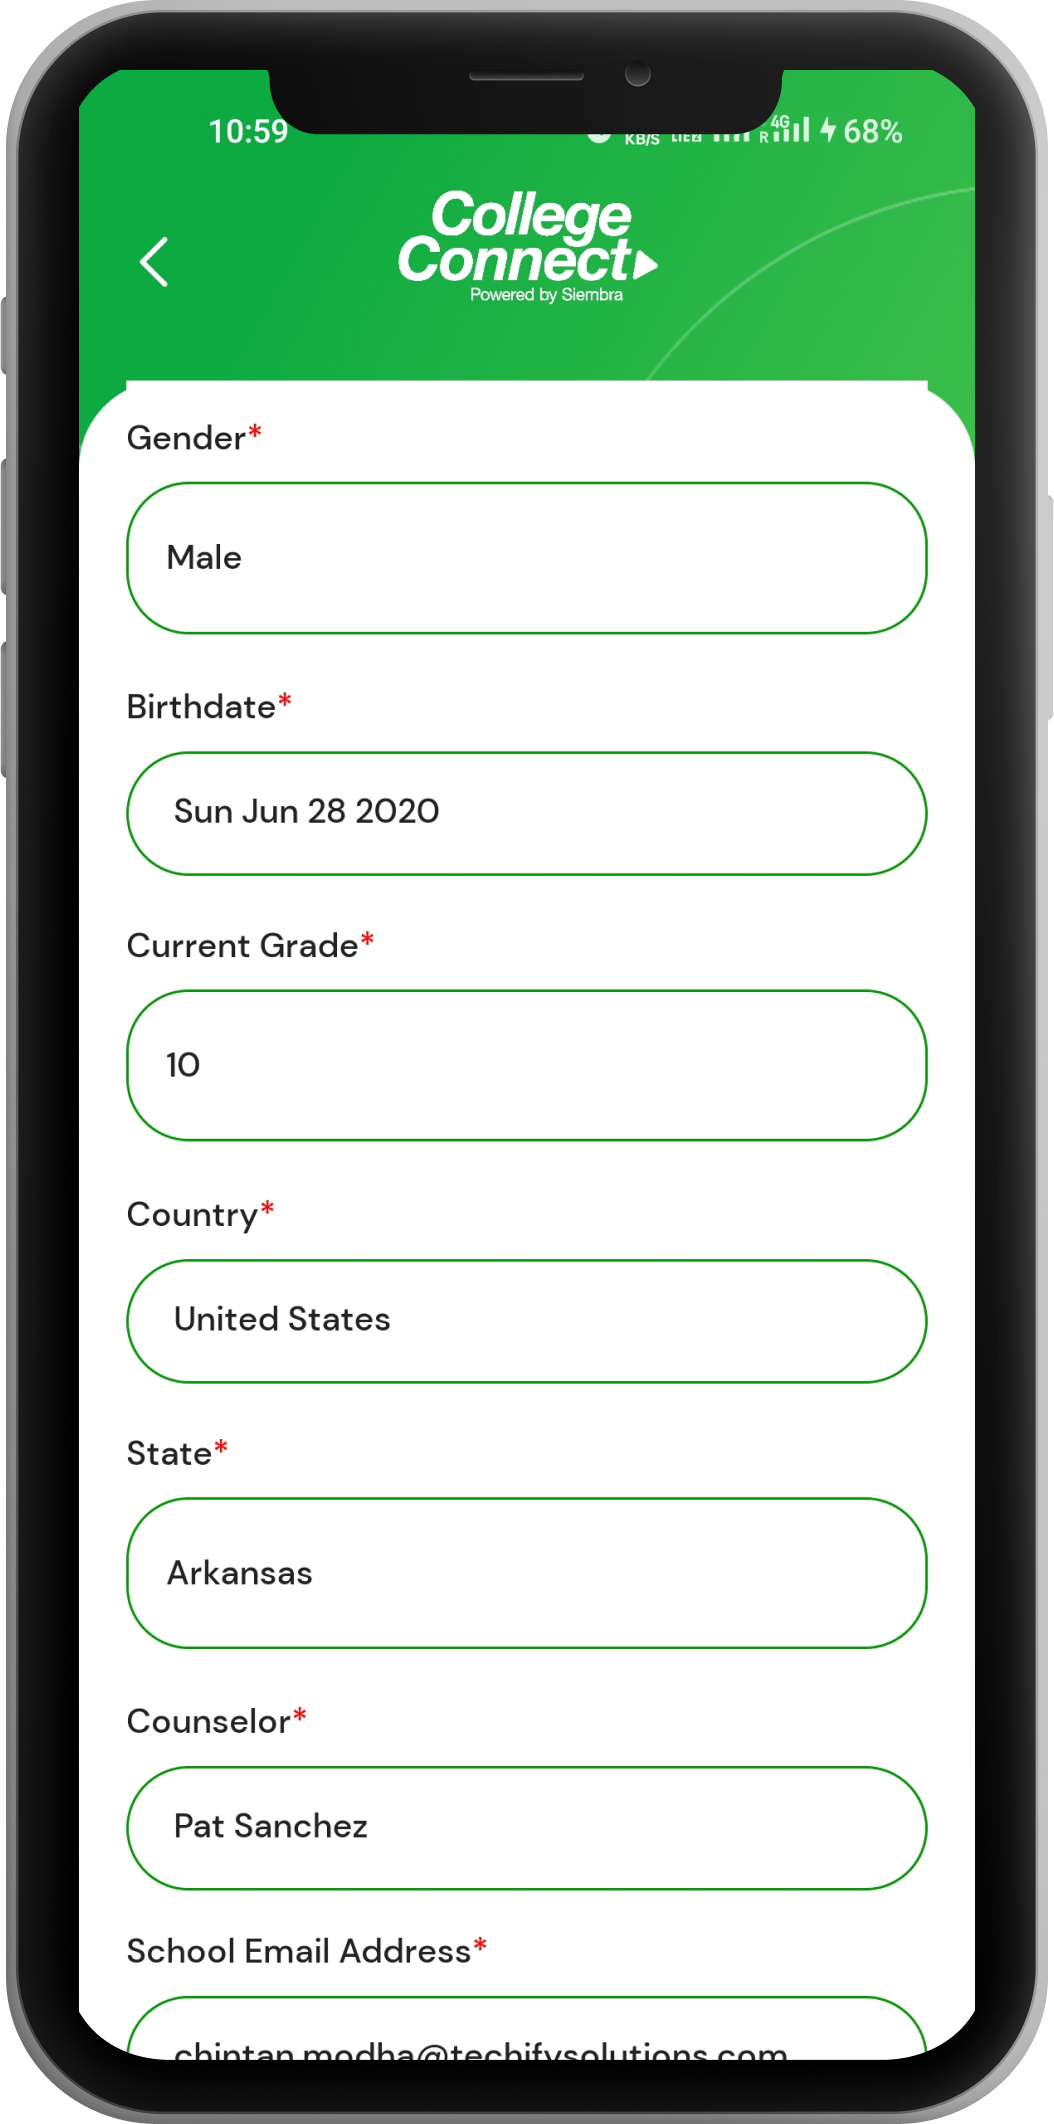 10:59
KB/S 4G R 68%
College
Connect
Powered by Siembra
Gender*
Male
Birthdate*
Sun Jun 28 2020
Current Grade*
10
Country*
United States
State*
Arkansas
Counselor*
Pat Sanchez
School Email Address*
chintan.modha@techifysolutions.com